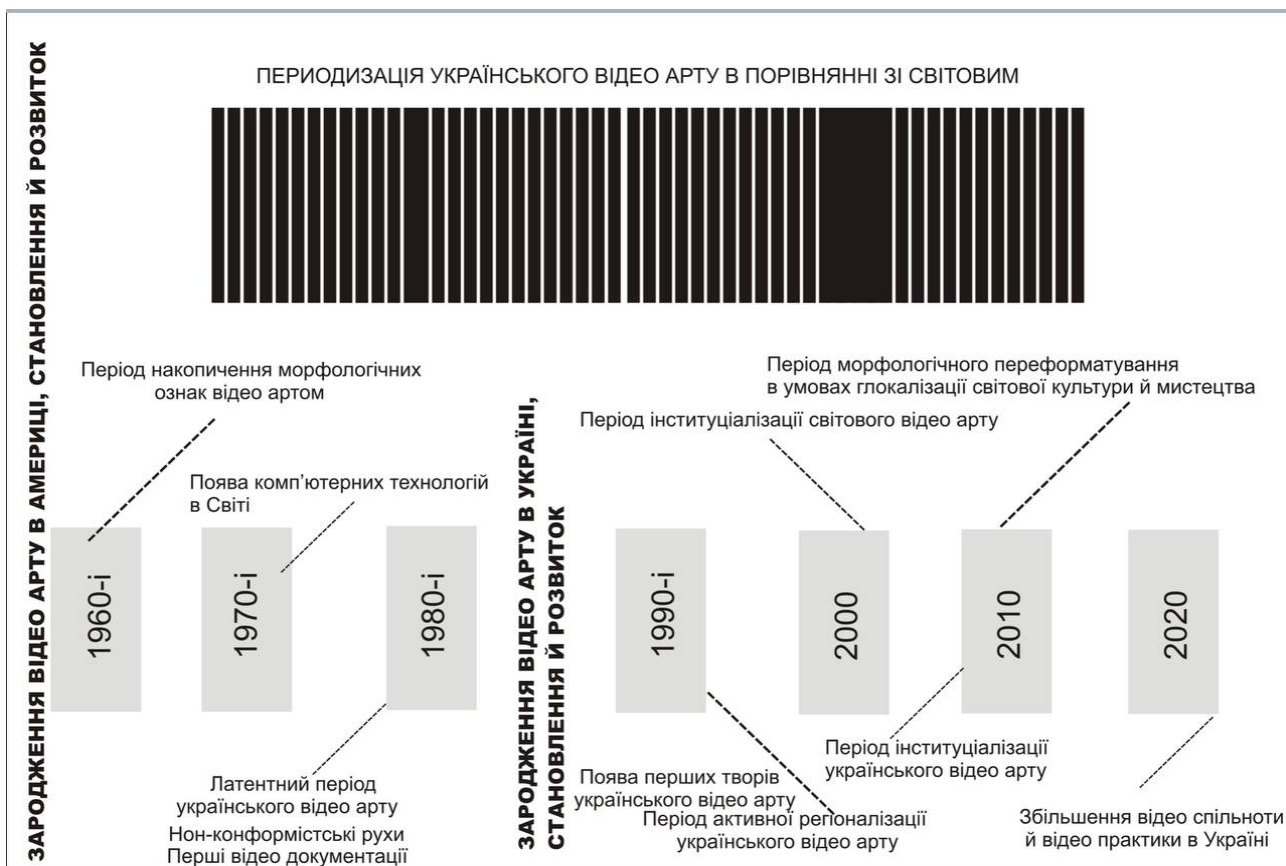 ПЕРИОДИЗАЦІЯ УКРАЇНСЬКОГО ВІДЕО АРТУ В ПОРІВНЯННІ ЗІ СВІТОВИМ
ЗАРОДЖЕННЯ ВІДЕО АРТУ В АМЕРИЦІ, СТАНОВЛЕННЯ Й РОЗВИТОК
Період накопичення морфологічних
ознак відео артом
Поява комп’ютерних технологій
в Світі
1960-і
1970-і
1980-і
Латентний період
українського відео арту
Нон-конформістські рухи
Перші відео документації
ЗАРОДЖЕННЯ ВІДЕО АРТУ В УКРАЇНІ,
СТАНОВЛЕННЯ Й РОЗВИТОК
Період морфологічного переформатування
в умовах глокалізації світової культури й мистецтва
Період інституціалізації світового відео арту
1990-і
2000
2010
2020
Поява перших творів
українського відео арту
Період активної регіоналізації
українського відео арту
Період інституціалізації
українського відео арту
Збільшення відео спільноти
й відео практики в Україні